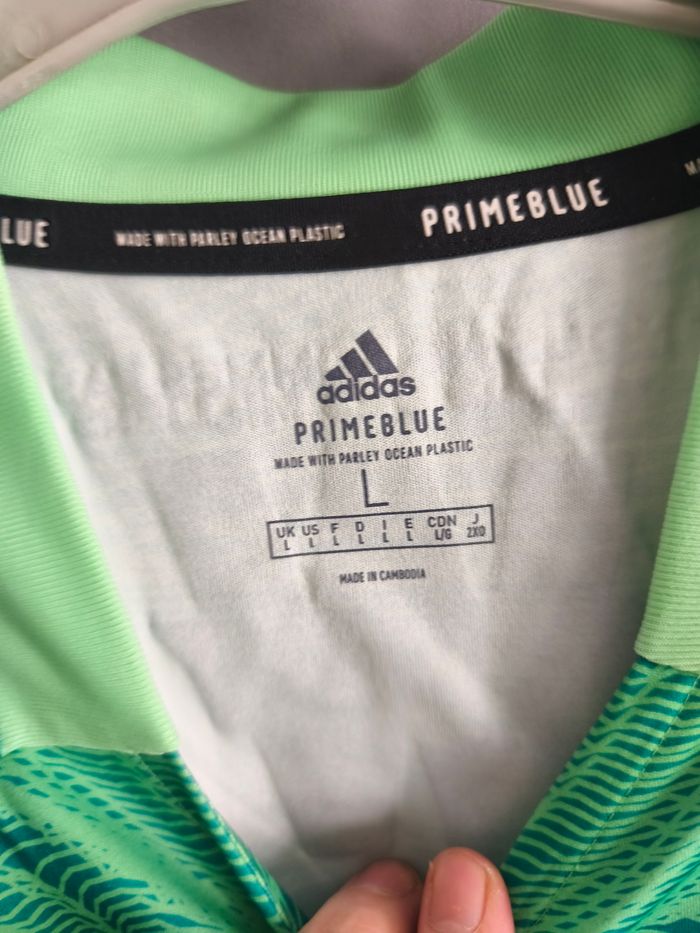 LUE MADE WITH PARLEY OCEAN PLASTIC PRIMEBLUE
adidas
PRIMEBLUE
MADE WITH PARLEY OCEAN PLASTIC
L
UK US F D I E CDN J
L L L L L L L/G 2XO
MADE IN CAMBODIA